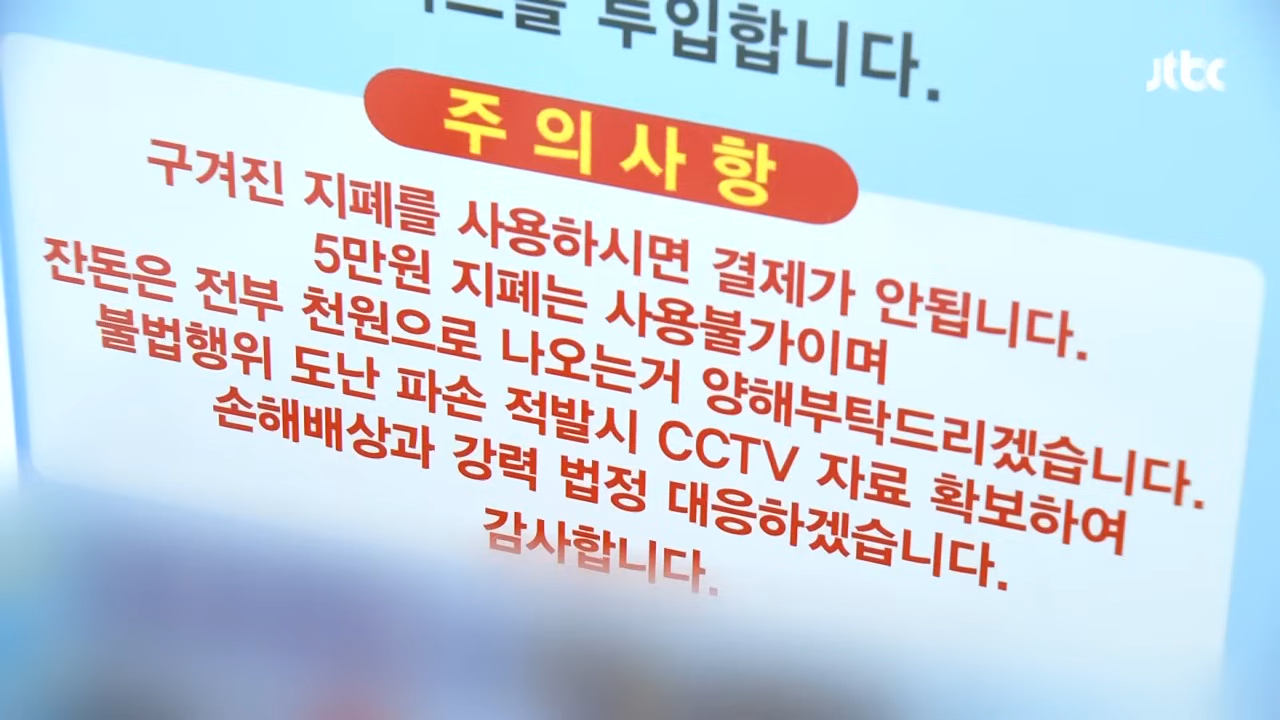 투입합니다.
jtbc
주의사항
구겨진 지폐를 사용하시면 결제가 안됩니다.
5만원 지폐는 사용불가이며
잔돈은 전부 천원으로 나오는거 양해부탁드리겠습니다.
불법행위 도난 파손 적발시 CCTV 자료 확보하여
손해배상과 강력 법정 대응하겠습니다.
감사합니다.